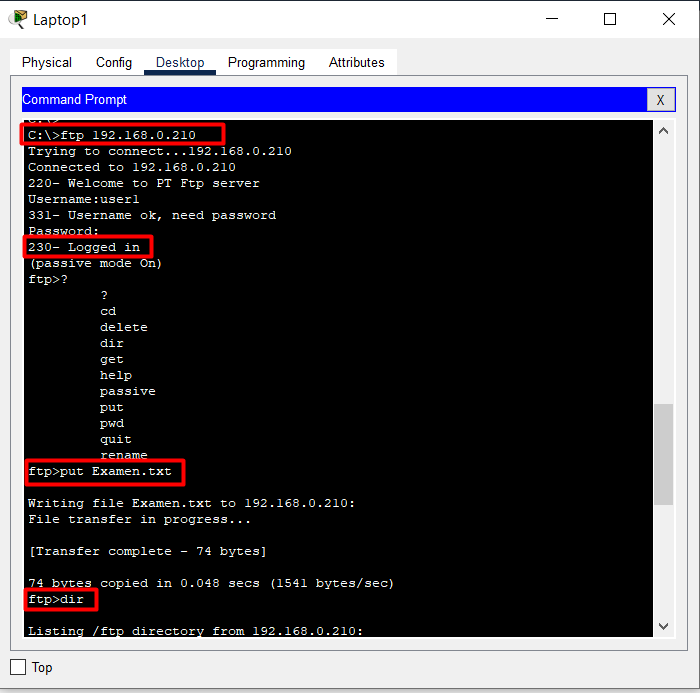 Laptop1
Physical Config Desktop Programming Attributes
Command Prompt X
C:\>ftp 192.168.0.210
Trying to connect...192.168.0.210
Connected to 192.168.0.210
220- Welcome to PT Ftp server
Username:user1
331- Username ok, need password
Password:
230- Logged in
(passive mode On)
ftp>?
?
cd
delete
dir
get
help
passive
put
pwd
quit
rename
ftp>put Examen.txt
Writing file Examen.txt to 192.168.0.210:
File transfer in progress...
[Transfer complete - 74 bytes]
74 bytes copied in 0.048 secs (1541 bytes/sec)
ftp>dir
Listing /ftp directory from 192.168.0.210:
Top